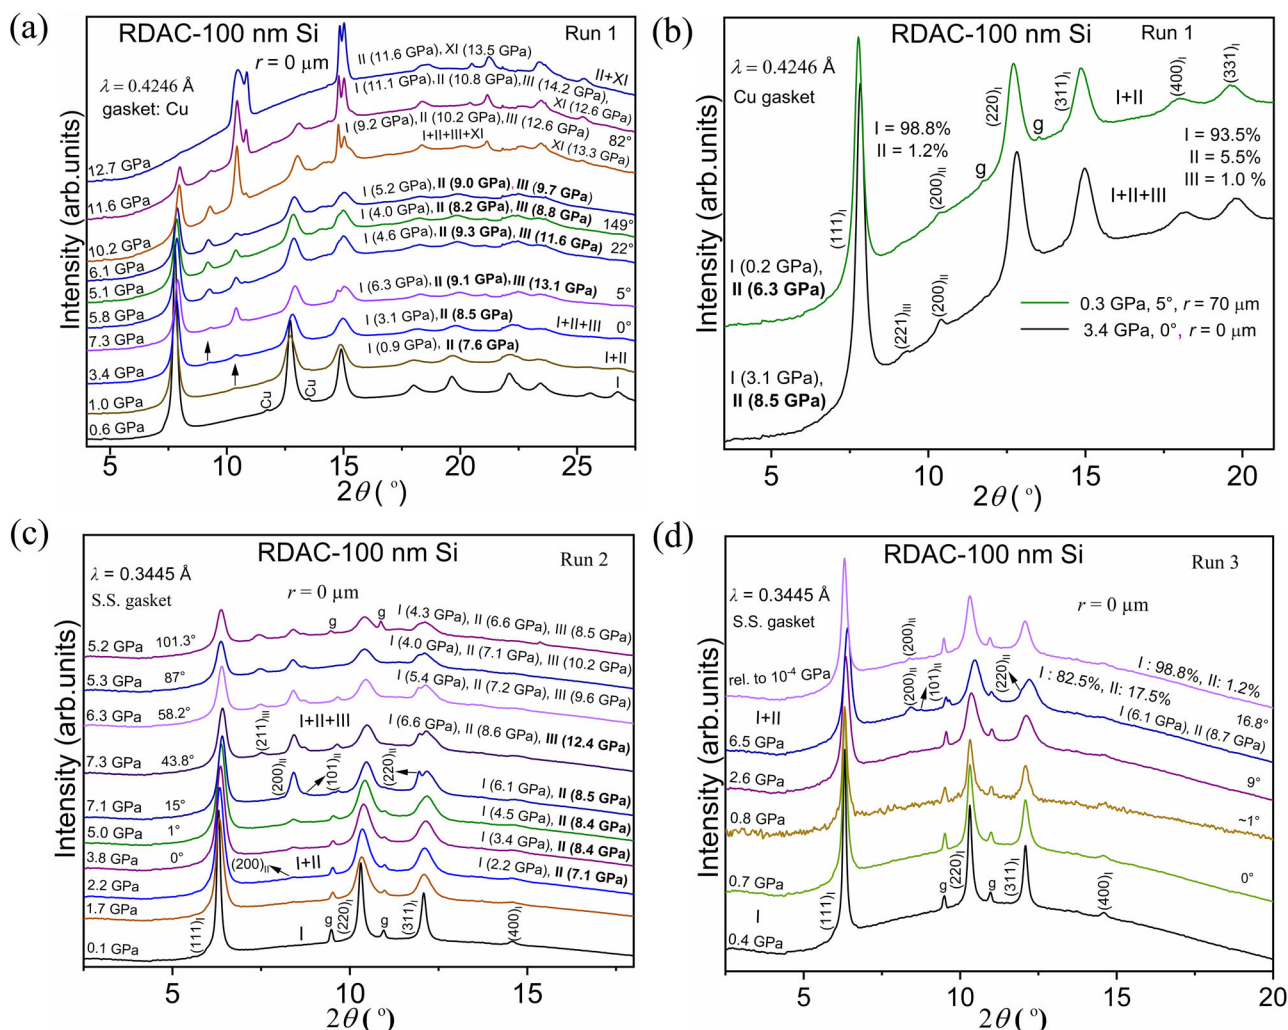 (a)
RDAC-100 nm Si
Run 1
r = 0 μm
λ = 0.4246 Å
gasket: Cu
II (11.6 GPa), XI (13.5 GPa)
II+XI
12.7 GPa
I (11.1 GPa), II (10.8 GPa), III (14.2 GPa),
XI (12.6 GPa)
11.6 GPa
82°
I (9.2 GPa), II (10.2 GPa), III (12.6 GPa)
XI (13.3 GPa)
I+II+III+XI
10.2 GPa
I (5.2 GPa), II (9.0 GPa), III (9.7 GPa)
6.1 GPa
149°
I (4.0 GPa), II (8.2 GPa), III (8.8 GPa)
5.1 GPa
22°
I (4.6 GPa), II (9.3 GPa), III (11.6 GPa)
5.8 GPa
I (6.3 GPa), II (9.1 GPa), III (13.1 GPa)
5°
7.3 GPa
I (3.1 GPa), II (8.5 GPa)
I+II+III
0°
3.4 GPa
I (0.9 GPa), II (7.6 GPa)
I+II
1.0 GPa
Cu
Cu
I
0.6 GPa
Intensity (arb.units)
5
10
15
20
25
2θ ( °)
(b)
RDAC-100 nm Si
Run 1
λ = 0.4246 Å
Cu gasket
I = 98.8%
II = 1.2%
(111)I
(200)II
g
(220)I
g
(311)I
(400)I
(331)I
I+II
I = 93.5%
II = 5.5%
III = 1.0 %
I+II+III
I (0.2 GPa),
II (6.3 GPa)
(221)III
(200)II
0.3 GPa, 5°, r = 70 μm
3.4 GPa, 0°, r = 0 μm
I (3.1 GPa),
II (8.5 GPa)
Intensity (arb.units)
5
10
15
20
2θ ( °)
(c)
RDAC-100 nm Si
Run 2
λ = 0.3445 Å
S.S. gasket
r = 0 μm
g
g
I (4.3 GPa), II (6.6 GPa), III (8.5 GPa)
5.2 GPa
101.3°
I (4.0 GPa), II (7.1 GPa), III (10.2 GPa)
5.3 GPa
87°
I (5.4 GPa), II (7.2 GPa), III (9.6 GPa)
6.3 GPa
58.2°
I+II+III
(211)III
I (6.6 GPa), II (8.6 GPa), III (12.4 GPa)
7.3 GPa
43.8°
(200)II
(101)II
(220)II
I (6.1 GPa), II (8.5 GPa)
7.1 GPa
15°
I (4.5 GPa), II (8.4 GPa)
5.0 GPa
1°
I (3.4 GPa), II (8.4 GPa)
3.8 GPa
0°
(200)II
I+II
I (2.2 GPa), II (7.1 GPa)
2.2 GPa
1.7 GPa
(111)I
I
g
(220)I
g
(311)I
(400)I
0.1 GPa
Intensity (arb.units)
5
10
15
2θ ( °)
(d)
RDAC-100 nm Si
Run 3
λ = 0.3445 Å
S.S. gasket
r = 0 μm
(200)II
I : 98.8%, II: 1.2%
rel. to 10-4 GPa
(200)II
(101)II
(220)II
I : 82.5%, II: 17.5%
I (6.1 GPa), II (8.7 GPa)
16.8°
I+II
6.5 GPa
9°
2.6 GPa
~1°
0.8 GPa
0°
0.7 GPa
I
(111)I
g
(220)I
g
(311)I
(400)I
0.4 GPa
Intensity (arb.units)
5
10
15
20
2θ ( °)